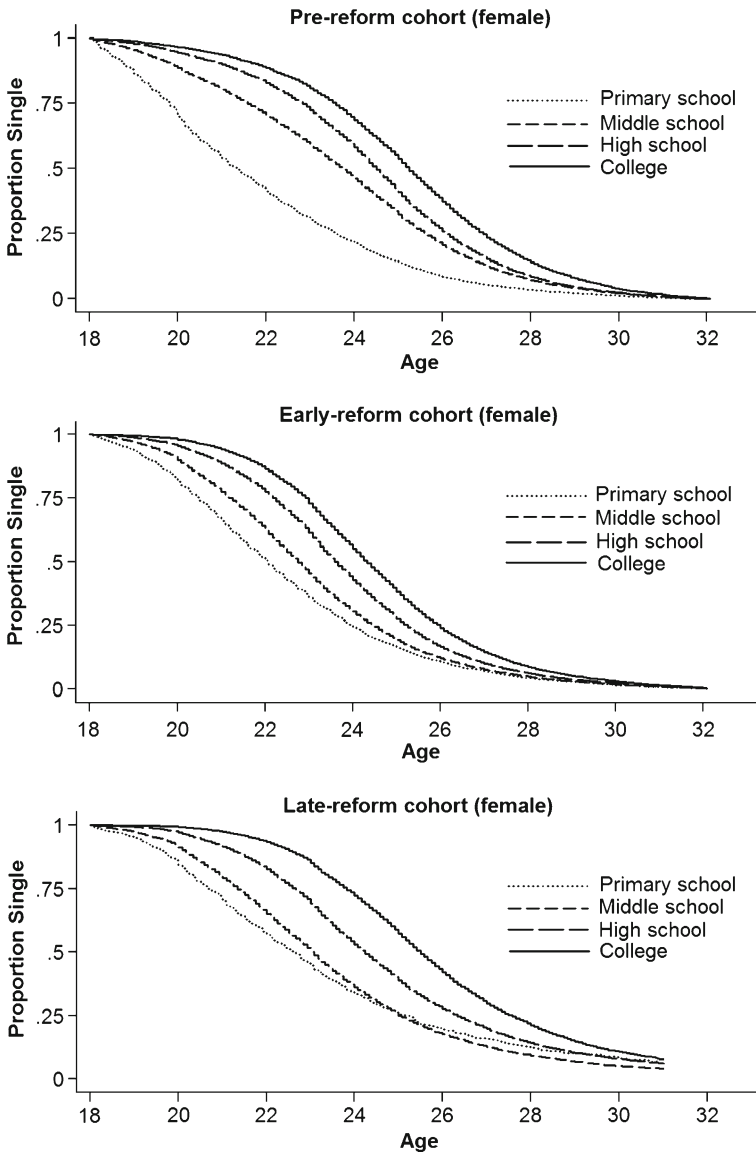 Pre-reform cohort (female)
Proportion Single
1
.75
.5
.25
0
Primary school
Middle school
High school
College
18 20 22 24 26 28 30 32
Age
Early-reform cohort (female)
Proportion Single
1
.75
.5
.25
0
Primary school
Middle school
High school
College
18 20 22 24 26 28 30 32
Age
Late-reform cohort (female)
Proportion Single
1
.75
.5
.25
0
Primary school
Middle school
High school
College
18 20 22 24 26 28 30 32
Age